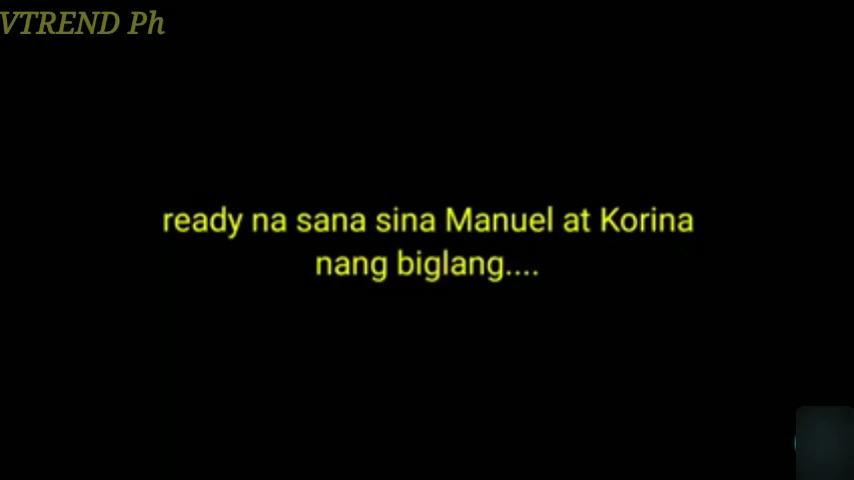 VTREND Ph
ready na sana sina Manuel at Korina
nang biglang....